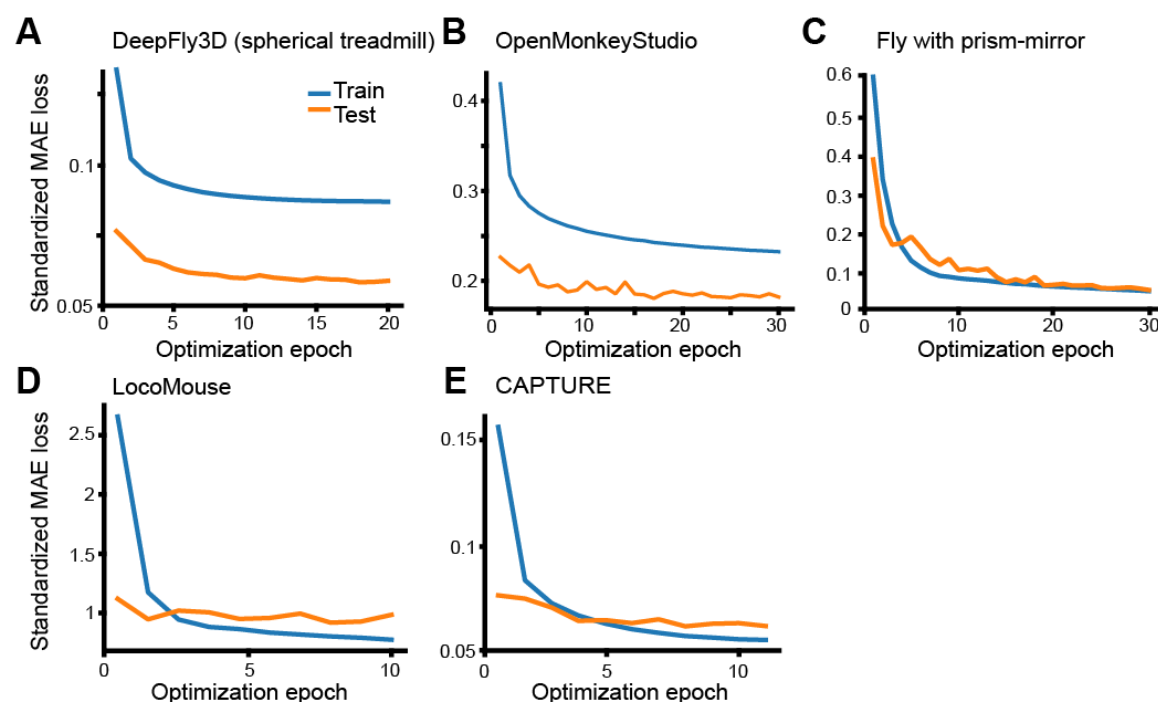 A
DeepFly3D (spherical treadmill)
B
OpenMonkeyStudio
C
Fly with prism-mirror
Standardized MAE loss
0.1
0.05
Train
Test
0
5
10
15
20
Optimization epoch
0.4
0.3
0.2
0
10
20
30
Optimization epoch
0.6
0.5
0.4
0.3
0.2
0.1
0
0
10
20
30
Optimization epoch
D
LocoMouse
E
CAPTURE
Standardized MAE loss
2.5
2
1.5
1
0
5
10
Optimization epoch
0.15
0.1
0.05
0
5
10
Optimization epoch